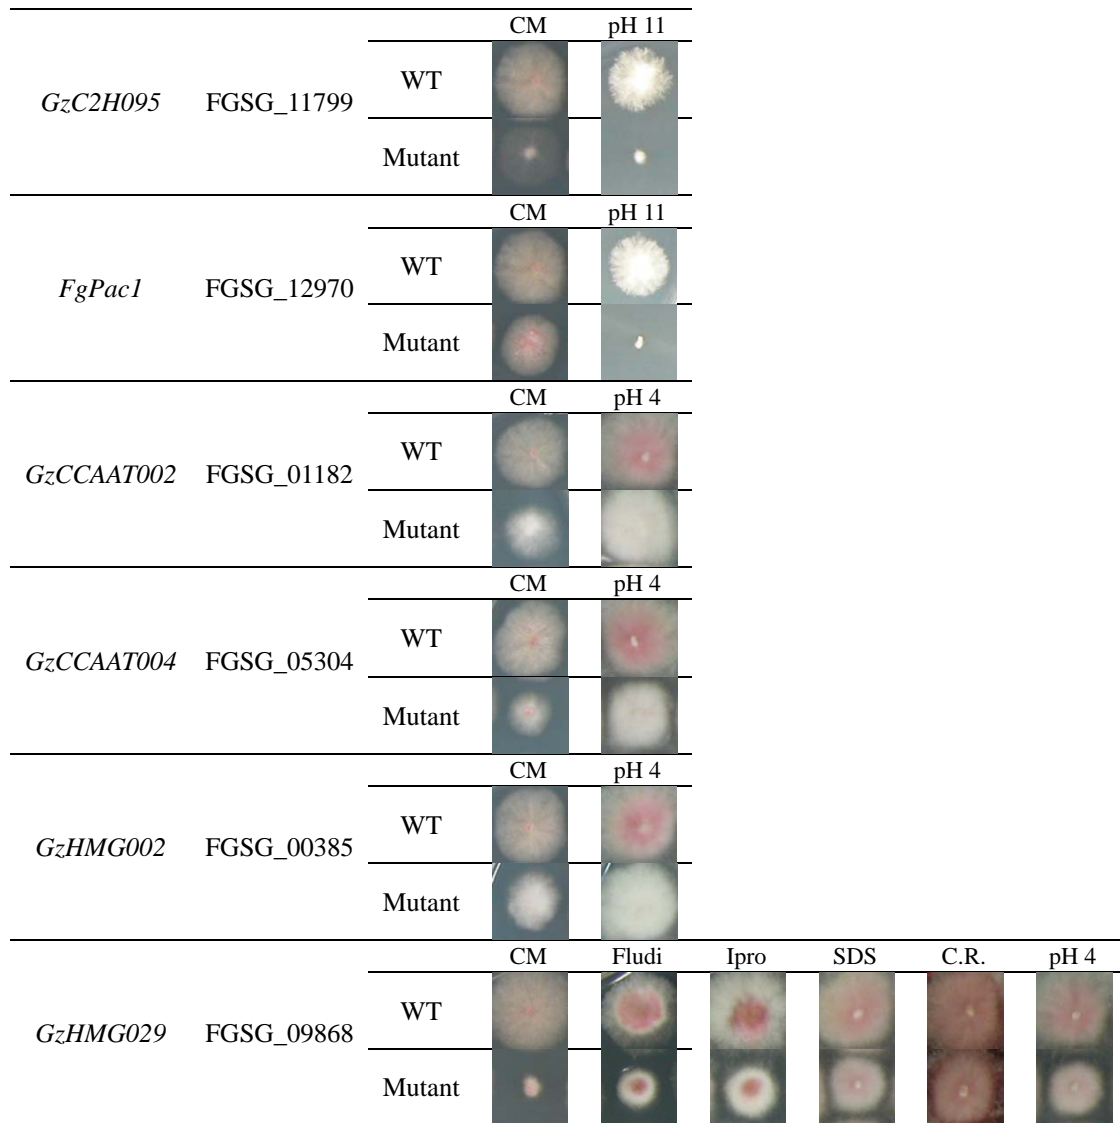 CM pH 11
WT
GzC2H095 FGSG_11799
Mutant
CM pH 11
WT
FgPac1 FGSG_12970
Mutant
CM pH 4
WT
GzCCAAT002 FGSG_01182
Mutant
CM pH 4
WT
GzCCAAT004 FGSG_05304
Mutant
CM pH 4
WT
GzHMG002 FGSG_00385
Mutant
CM Fludi Ipro SDS C.R. pH 4
WT
GzHMG029 FGSG_09868
Mutant